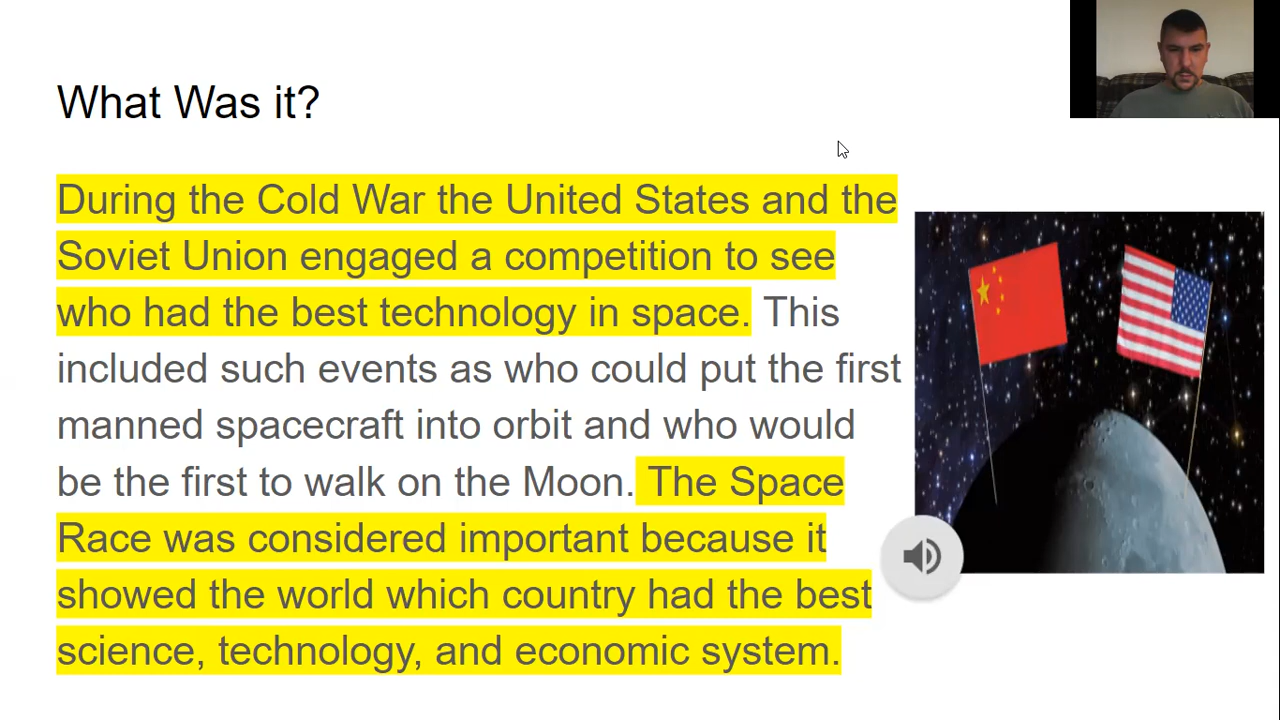 What Was it?
During the Cold War the United States and the
Soviet Union engaged a competition to see
who had the best technology in space. This
included such events as who could put the first
manned spacecraft into orbit and who would
be the first to walk on the Moon. The Space
Race was considered important because it
showed the world which country had the best
science, technology, and economic system.